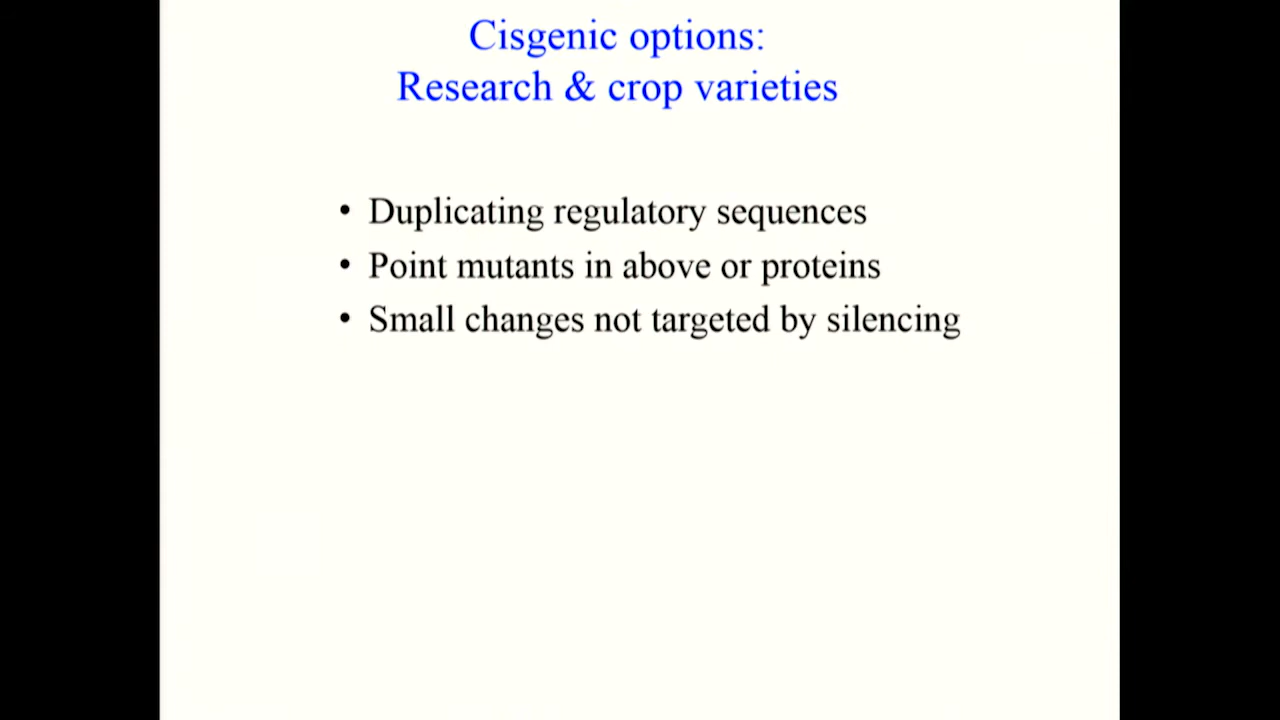 Cisgenic options:
Research & crop varieties
• Duplicating regulatory sequences
• Point mutants in above or proteins
• Small changes not targeted by silencing